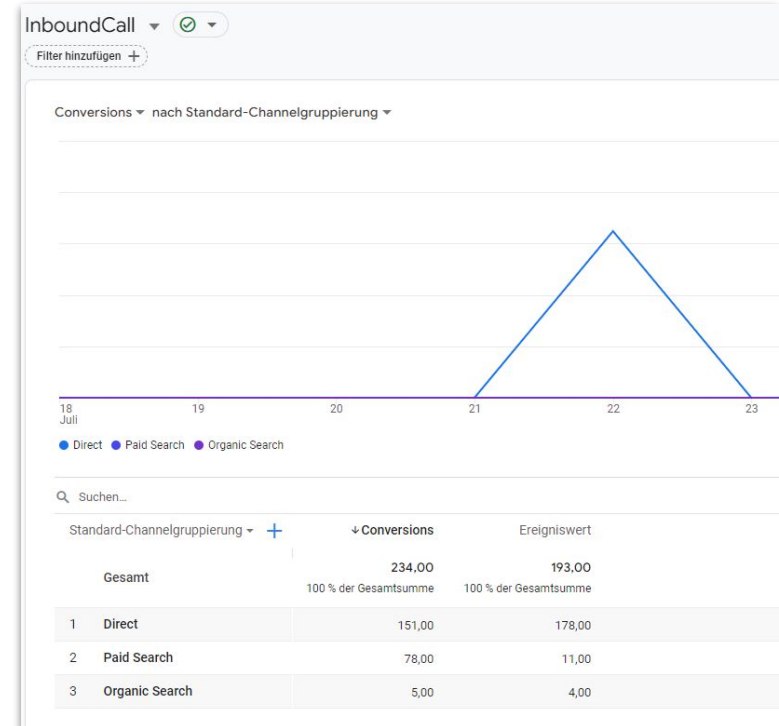 InboundCall
Filter hinzufügen +
Conversions nach Standard-Channelgruppierung
18 19 20 21 22 23
Juli
Direct Paid Search Organic Search
Suchen...
Standard-Channelgruppierung + ↓ Conversions Ereigniswert
Gesamt 234,00 193,00
100 % der Gesamtsumme 100 % der Gesamtsumme
1 Direct 151,00 178,00
2 Paid Search 78,00 11,00
3 Organic Search 5,00 4,00